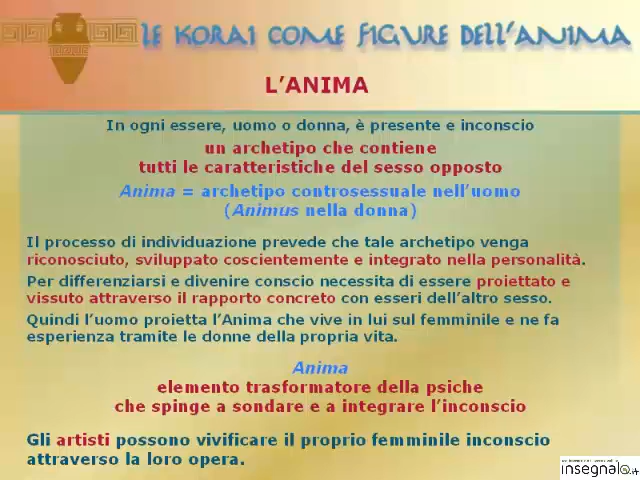 LE KORAI COME FIGURE DELL'ANIMA
L'ANIMA
In ogni essere, uomo o donna, è presente e inconscio
un archetipo che contiene
tutti le caratteristiche del sesso opposto
Anima = archetipo controsessuale nell'uomo
(Animus nella donna)
Il processo di individuazione prevede che tale archetipo venga
riconosciuto, sviluppato coscientemente e integrato nella personalità.
Per differenziarsi e divenire conscio necessita di essere proiettato e
vissuto attraverso il rapporto concreto con esseri dell'altro sesso.
Quindi l'uomo proietta l'Anima che vive in lui sul femminile e ne fa
esperienza tramite le donne della propria vita.
Anima
elemento trasformatore della psiche
che spinge a sondare e a integrare l'inconscio
Gli artisti possono vivificare il proprio femminile inconscio
attraverso la loro opera.
insegnalo.it